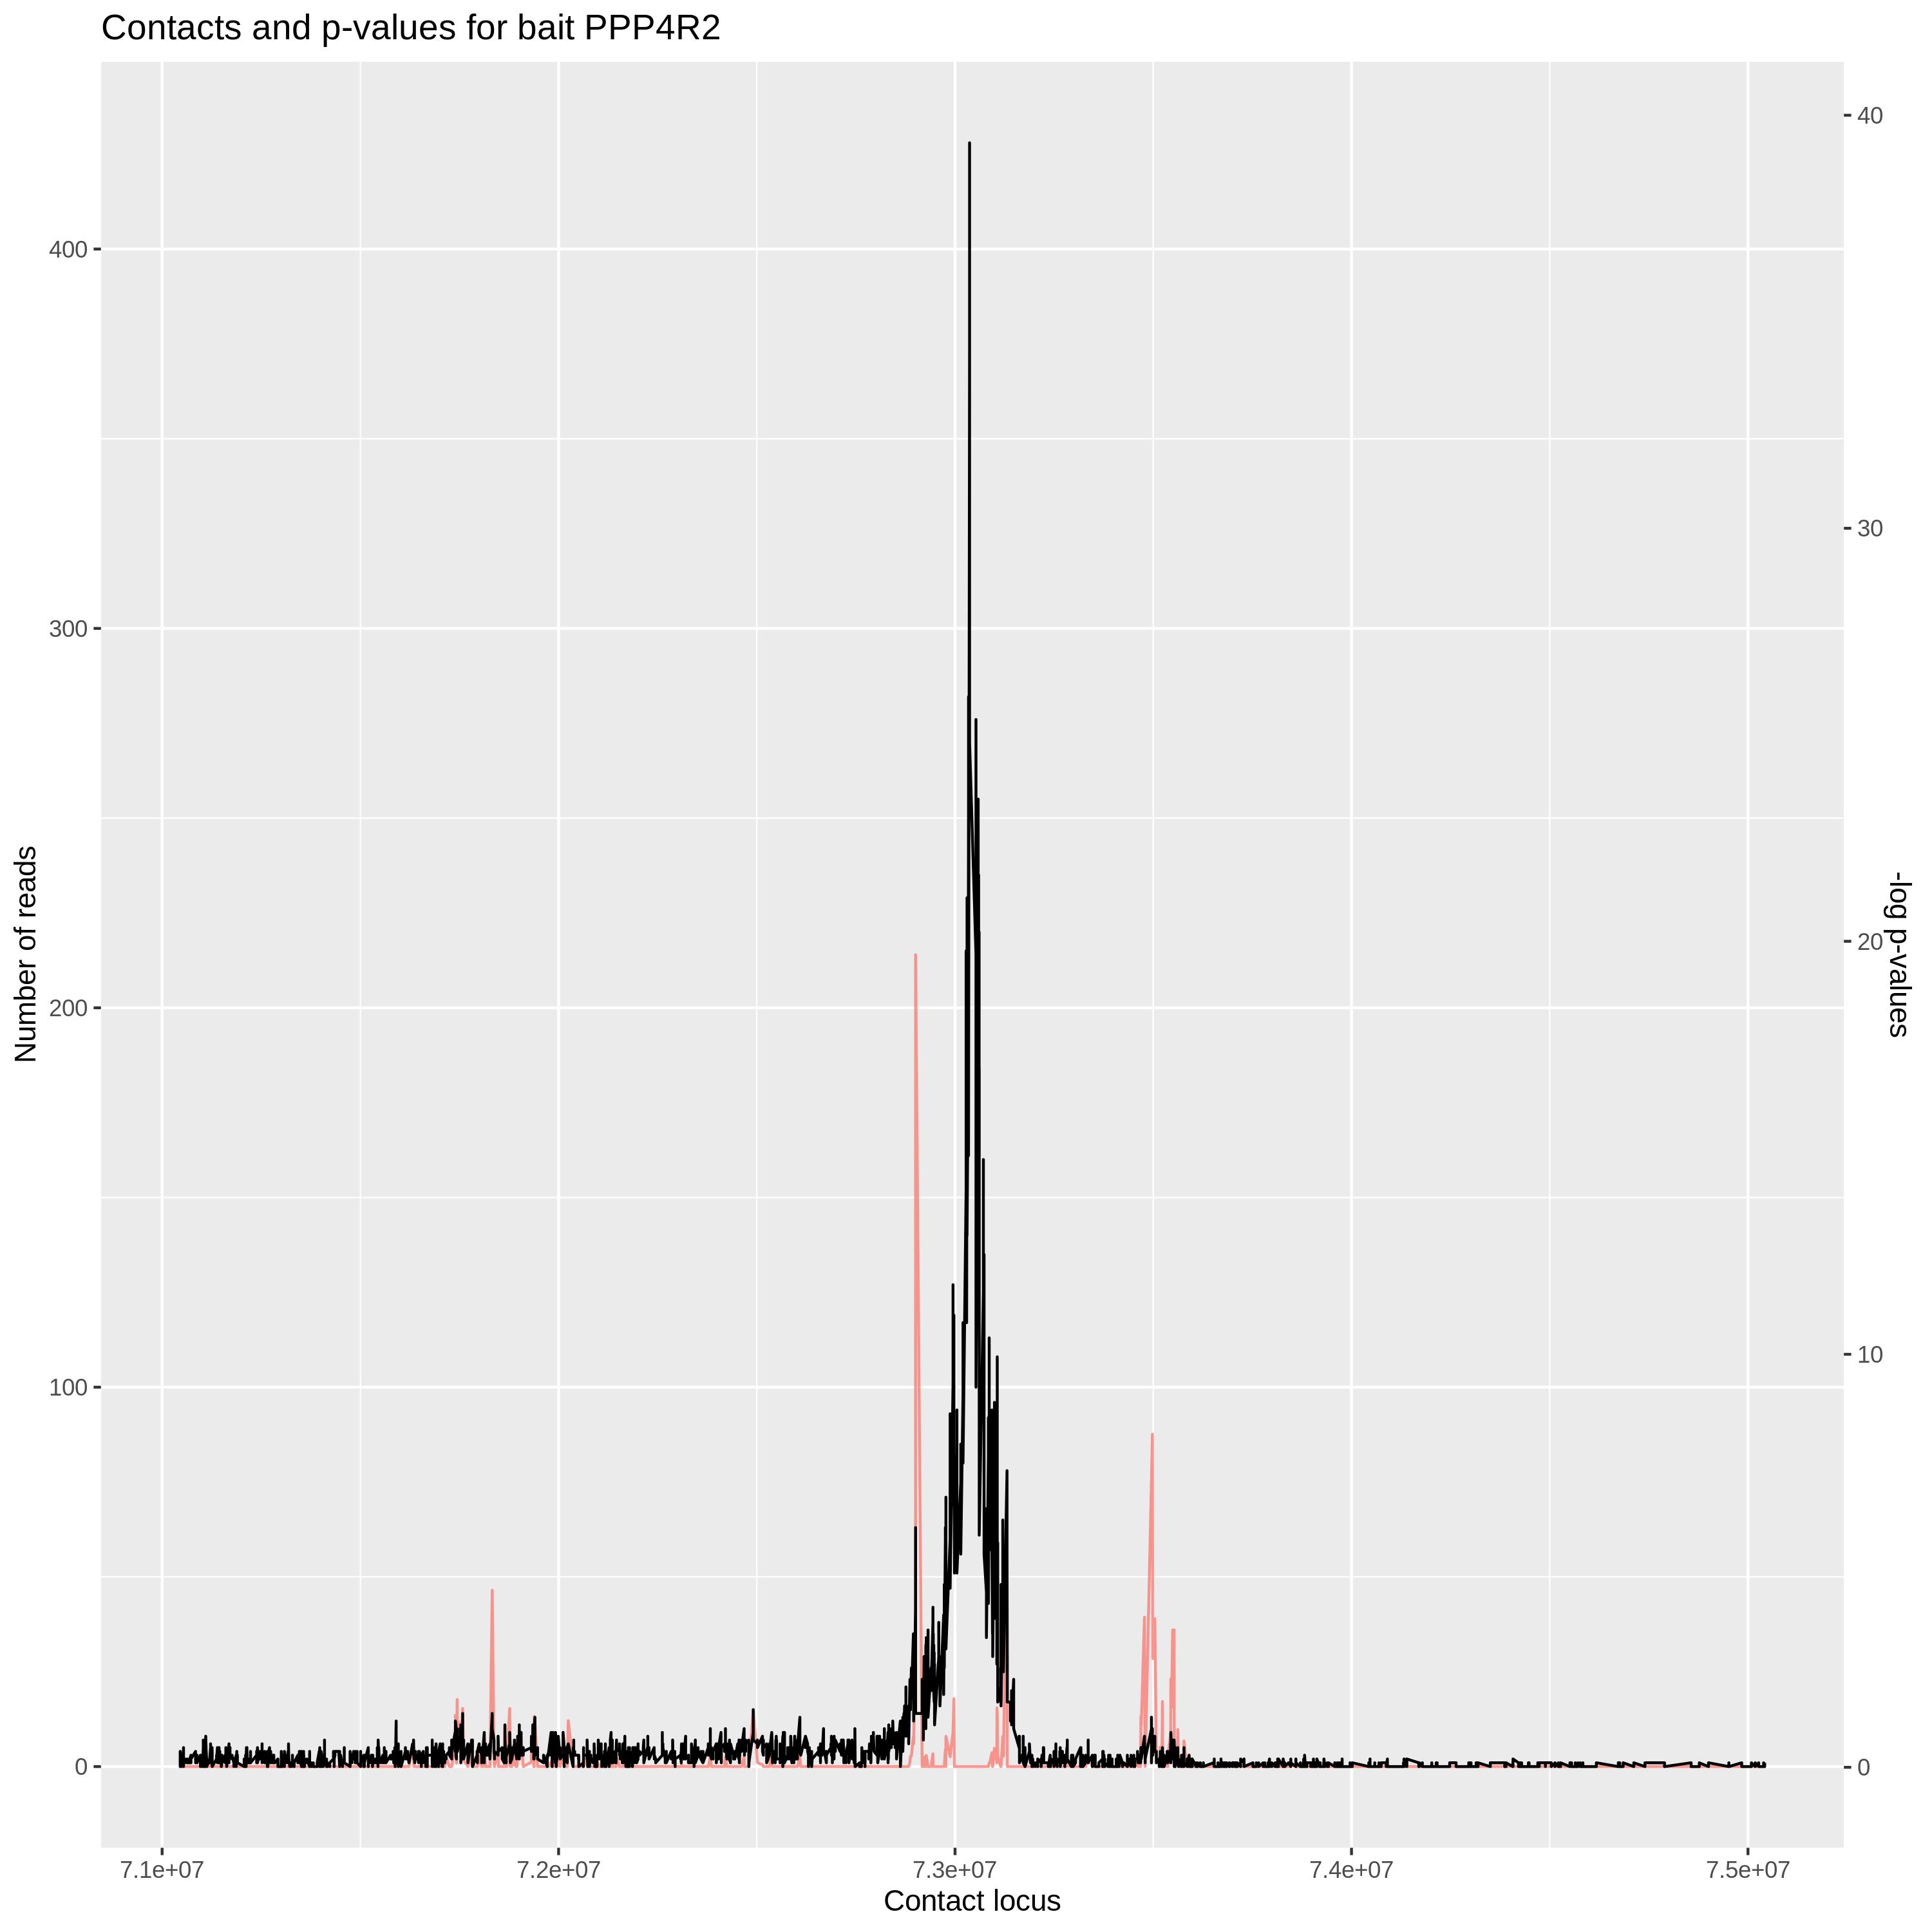 Contacts and p-values for bait PPP4R2
Number of reads
400
300
200
100
0
40
30
20
10
0
-log p-values
7.1e+07 7.2e+07 7.3e+07 7.4e+07 7.5e+07
Contact locus